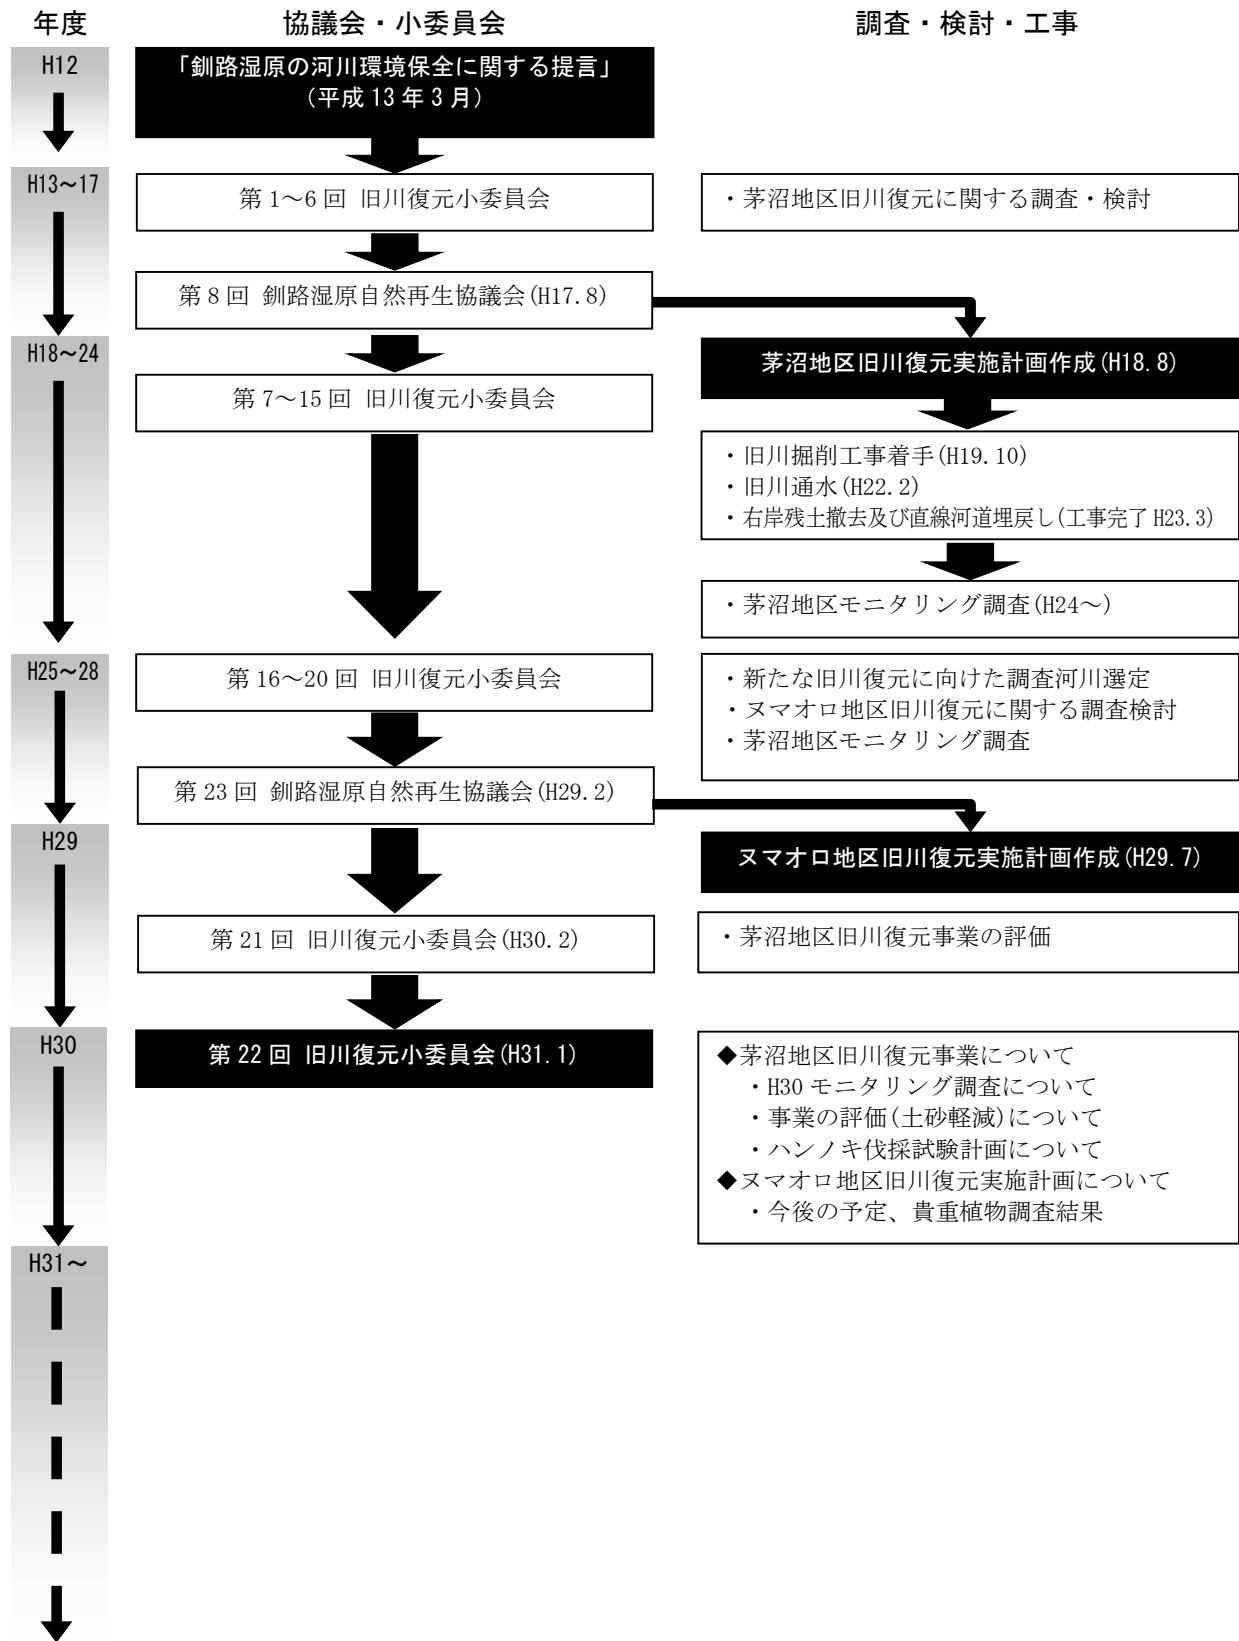 年度
協議会・小委員会
調査・検討・工事
H12
「釧路湿原の河川環境保全に関する提言」
(平成 13 年 3 月)
H13～17
第 1～6 回 旧川復元小委員会
・茅沼地区旧川復元に関する調査・検討
第 8 回 釧路湿原自然再生協議会(H17.8)
H18～24
茅沼地区旧川復元実施計画作成(H18.8)
第 7～15 回 旧川復元小委員会
・旧川掘削工事着手(H19.10)
・旧川通水(H22.2)
・右岸残土撤去及び直線河道埋戻し(工事完了 H23.3)
・茅沼地区モニタリング調査(H24～)
H25～28
第 16～20 回 旧川復元小委員会
・新たな旧川復元に向けた調査河川選定
・ヌマオロ地区旧川復元に関する調査検討
・茅沼地区モニタリング調査
第 23 回 釧路湿原自然再生協議会(H29.2)
H29
ヌマオロ地区旧川復元実施計画作成(H29.7)
第 21 回 旧川復元小委員会(H30.2)
・茅沼地区旧川復元事業の評価
H30
第 22 回 旧川復元小委員会(H31.1)
◆茅沼地区旧川復元事業について
・H30 モニタリング調査について
・事業の評価(土砂軽減)について
・ハンノキ伐採試験計画について
◆ヌマオロ地区旧川復元実施計画について
・今後の予定、貴重植物調査結果
H31～